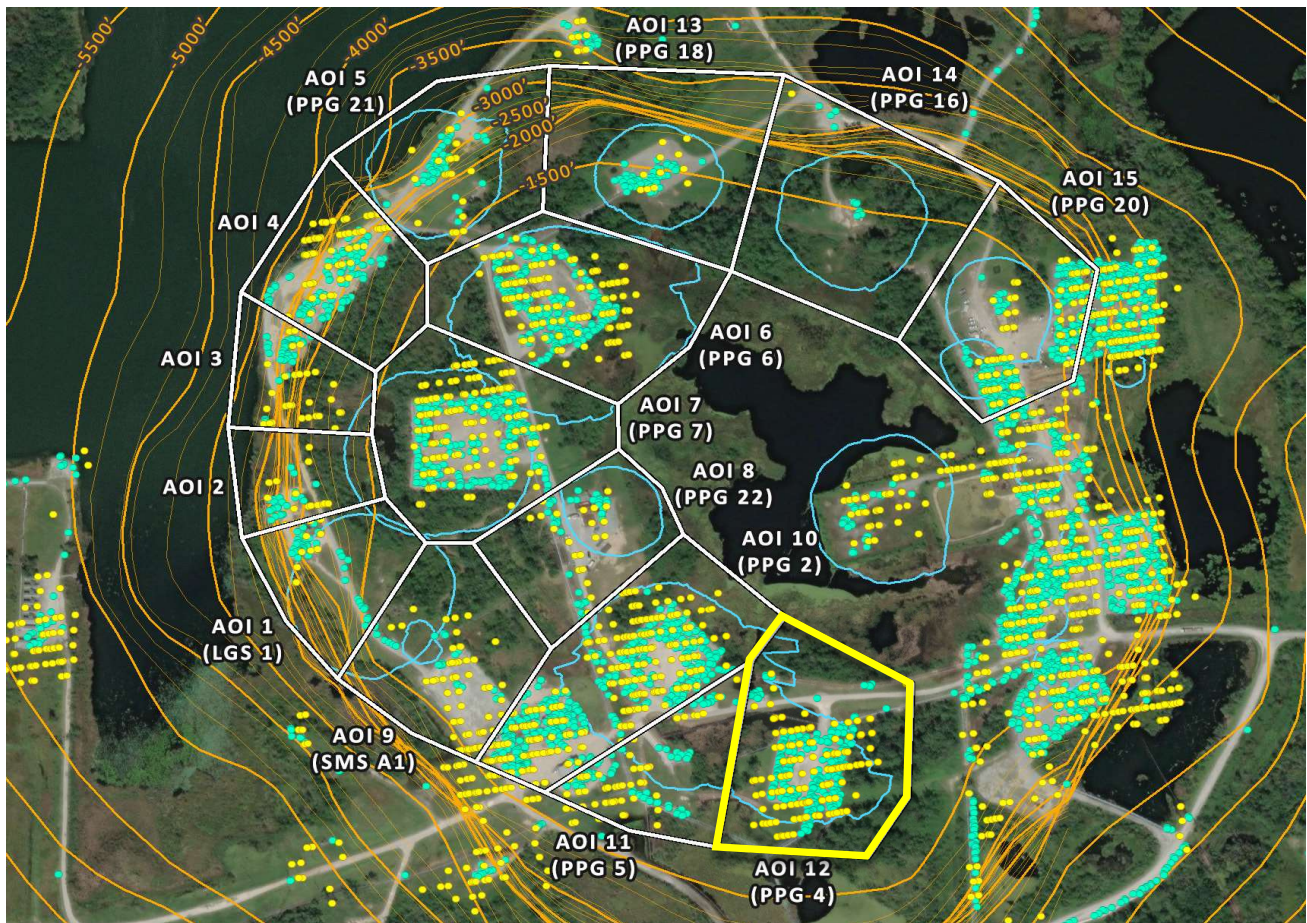 -5500'
-5000'
-4500'
-4000'
-3500'
-3000'
-2500'
-2000'
-1500'
AOI 13
(PPG 18)
AOI 5
(PPG 21)
AOI 14
(PPG 16)
AOI 15
(PPG 20)
AOI 4
AOI 3
AOI 6
(PPG 6)
AOI 7
(PPG 7)
AOI 2
AOI 8
(PPG 22)
AOI 10
(PPG 2)
AOI 1
(LGS 1)
AOI 9
(SMS A1)
AOI 11
(PPG 5)
AOI 12
(PPG 4)